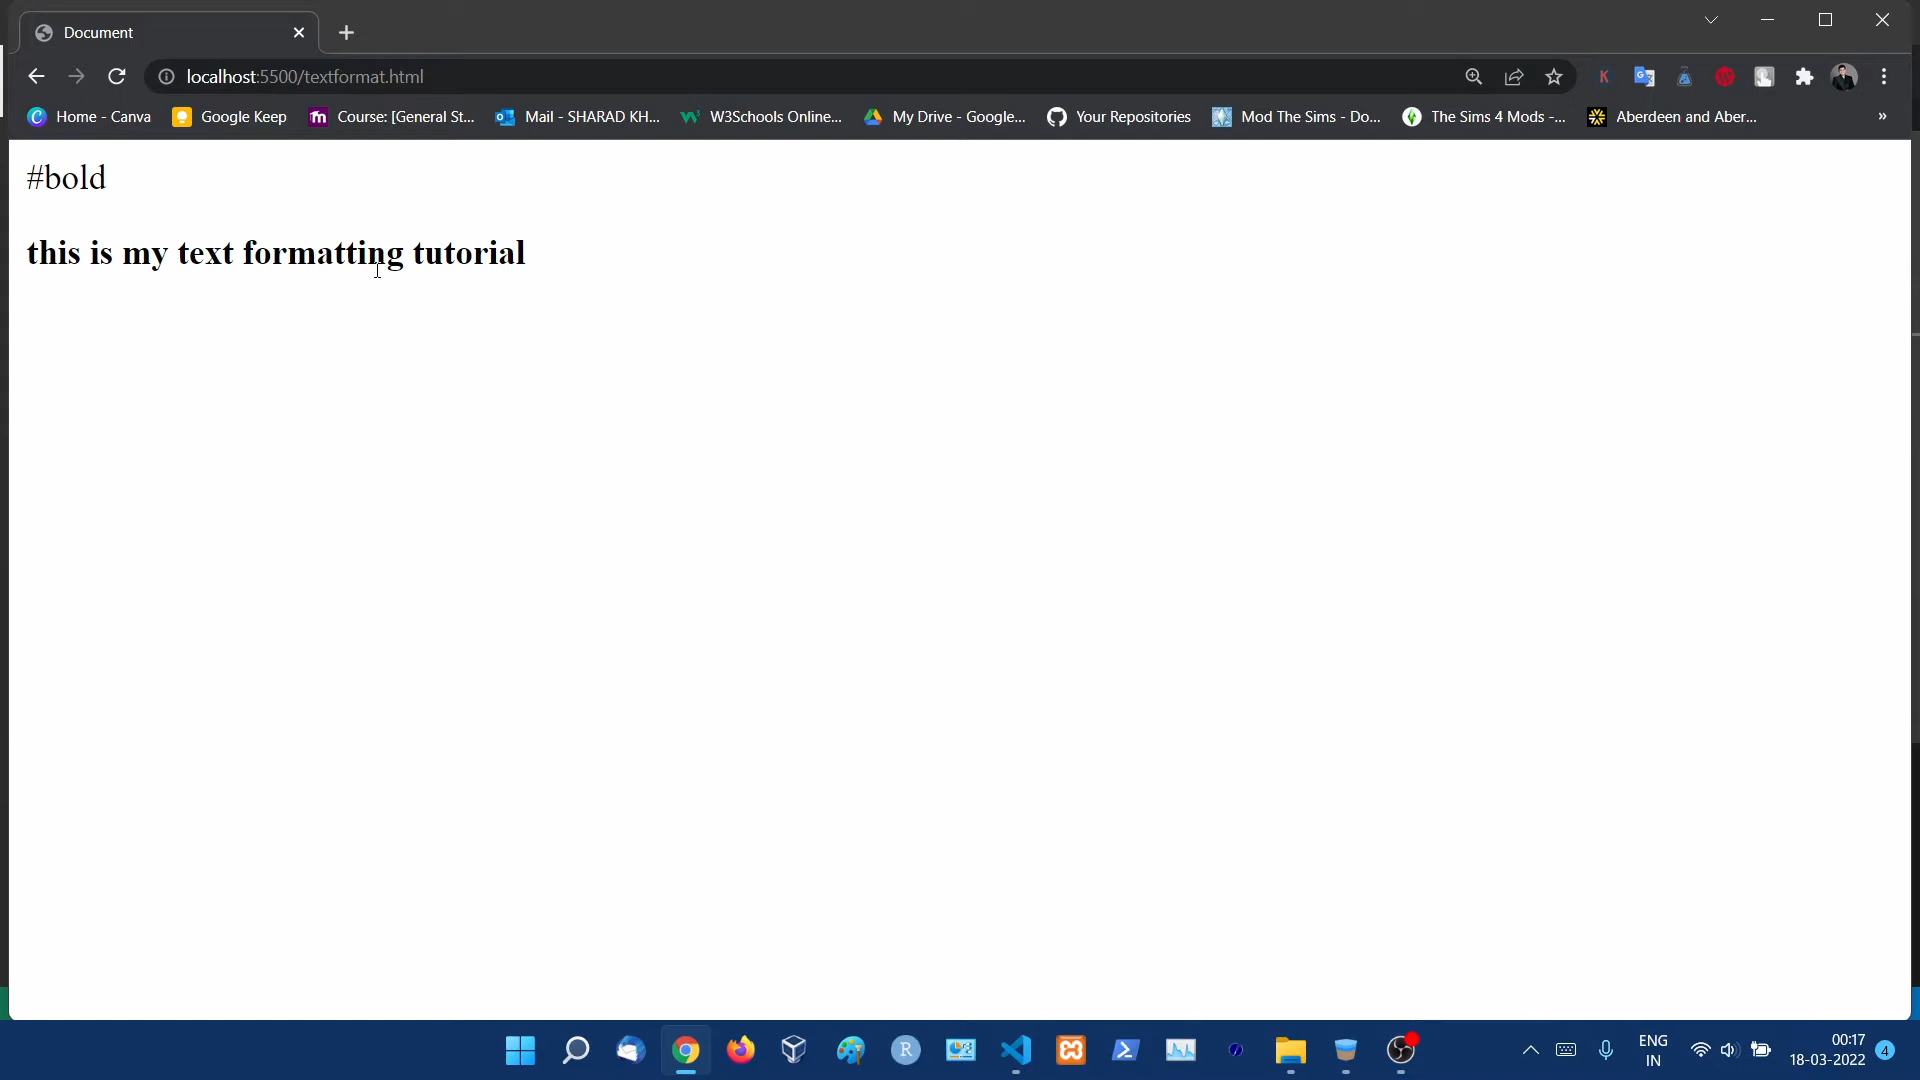 Document
localhost:5500/textformat.html
K
Home - Canva
Google Keep
Course: [General St...
Mail - SHARAD KH...
W3Schools Online...
My Drive - Google...
Your Repositories
Mod The Sims - Do...
The Sims 4 Mods -...
Aberdeen and Aber...
»
#bold
this is my text formatting tutorial
R
ENG
IN
00:17
18-03-2022
4